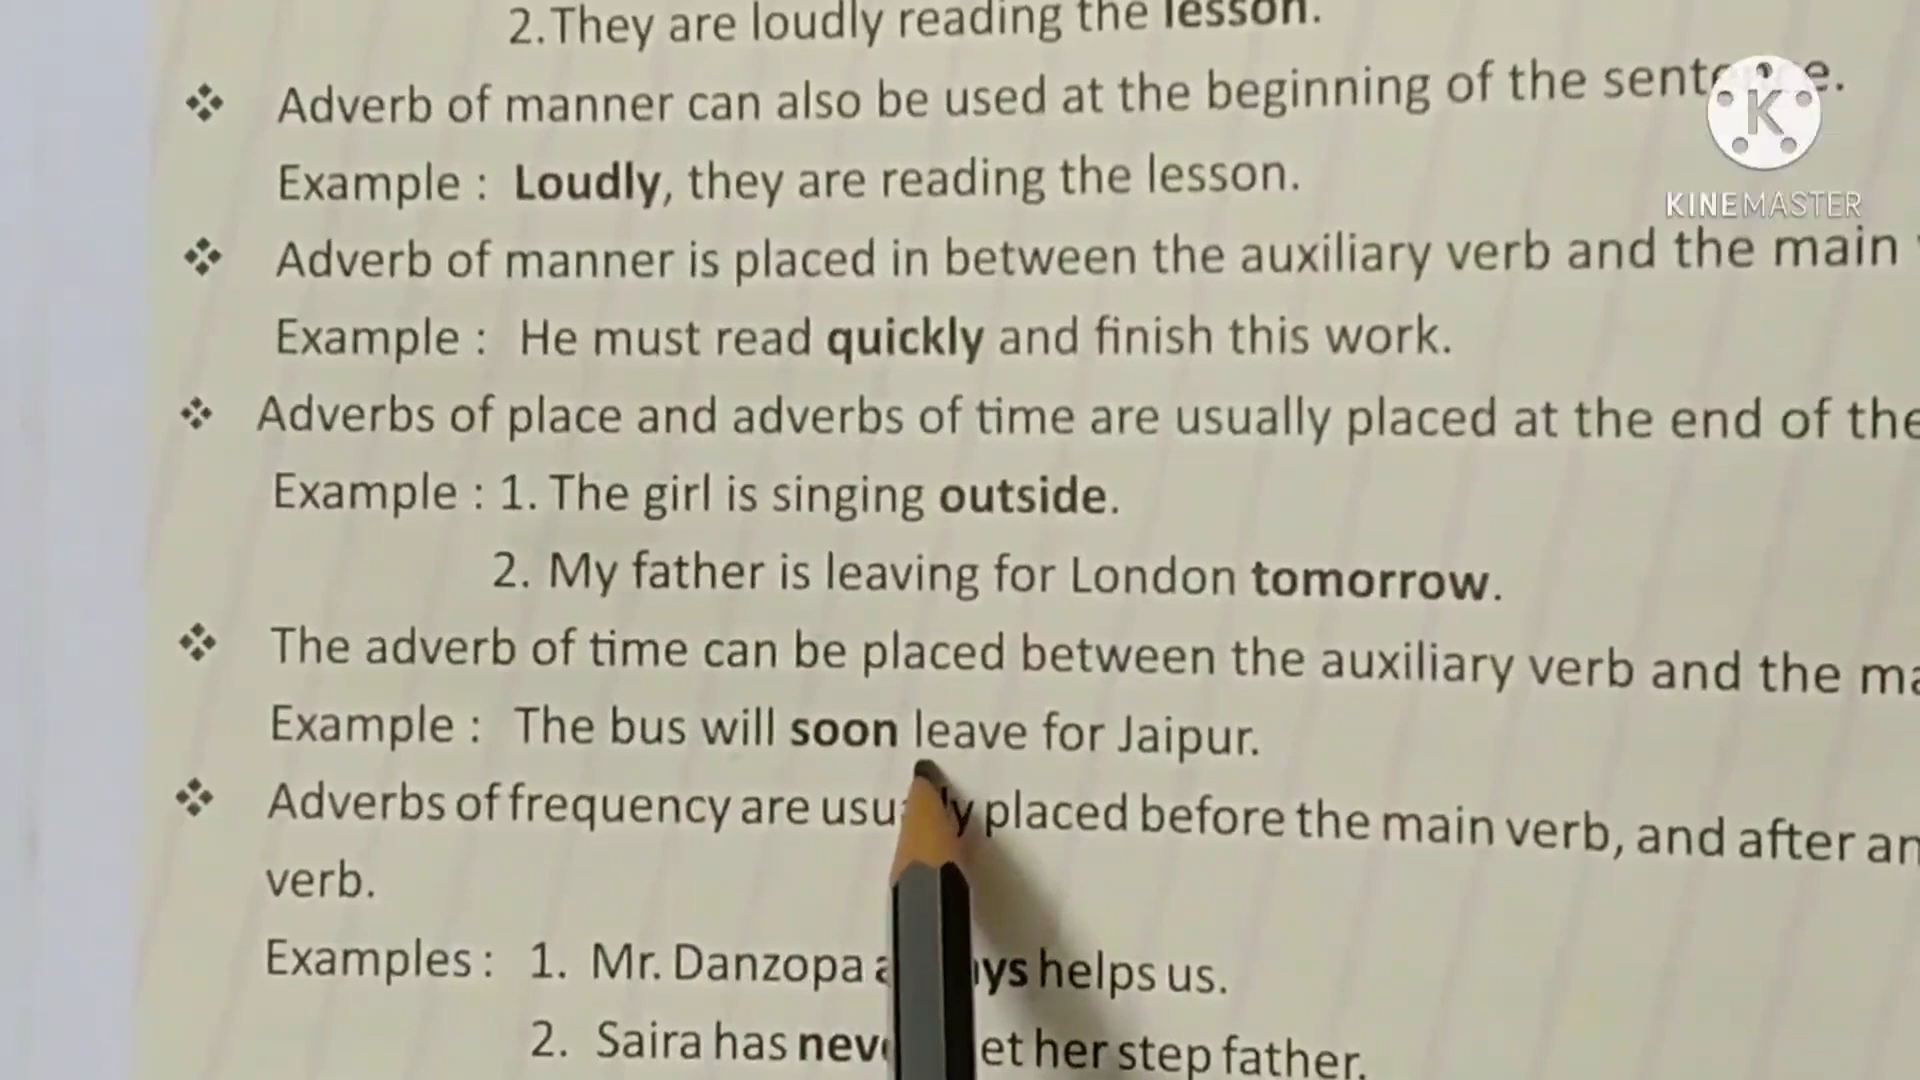 2.They are loudly reading the lesson.
Adverb of manner can also be used at the beginning of the
Example : Loudly, they are reading the lesson.
KINEMASTER
Adverb of manner is placed in between the auxiliary verb and the main
Example : He must read quickly and finish this work.
Adverbs of place and adverbs of time are usually placed at the end of the
Example : 1. The girl is singing outside.
2. My father is leaving for London tomorrow.
The adverb of time can be placed between the auxiliary verb and the
Example : The bus will soon leave for Jaipur.
Adverbs of frequency are placed before the main verb, and after
verb.
Examples : 1. Mr. Danzopa helps us.
2. Saira has her step father.